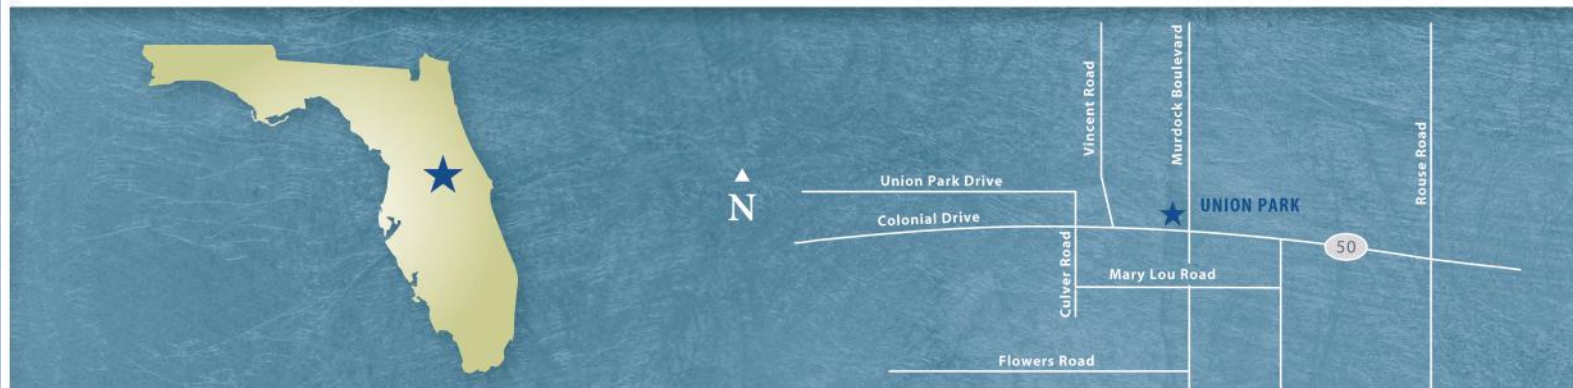 Vincent Road
Murdock Boulevard
Rouse Road
Union Park Drive
N
UNION PARK
Colonial Drive
50
Culver Road
Mary Lou Road
Flowers Road